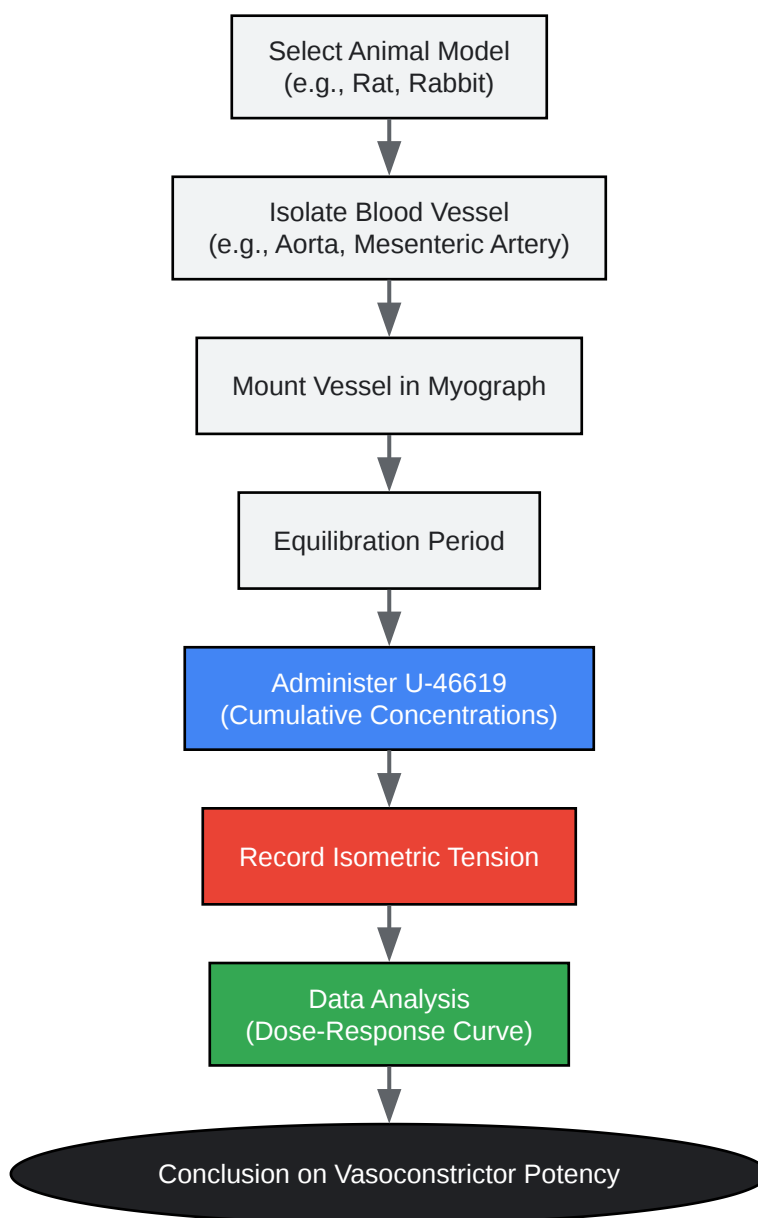 Select Animal Model
(e.g., Rat, Rabbit)
Isolate Blood Vessel
(e.g., Aorta, Mesenteric Artery)
Mount Vessel in Myograph
Equilibration Period
Administer U-46619
(Cumulative Concentrations)
Record Isometric Tension
Data Analysis
(Dose-Response Curve)
Conclusion on Vasoconstrictor Potency